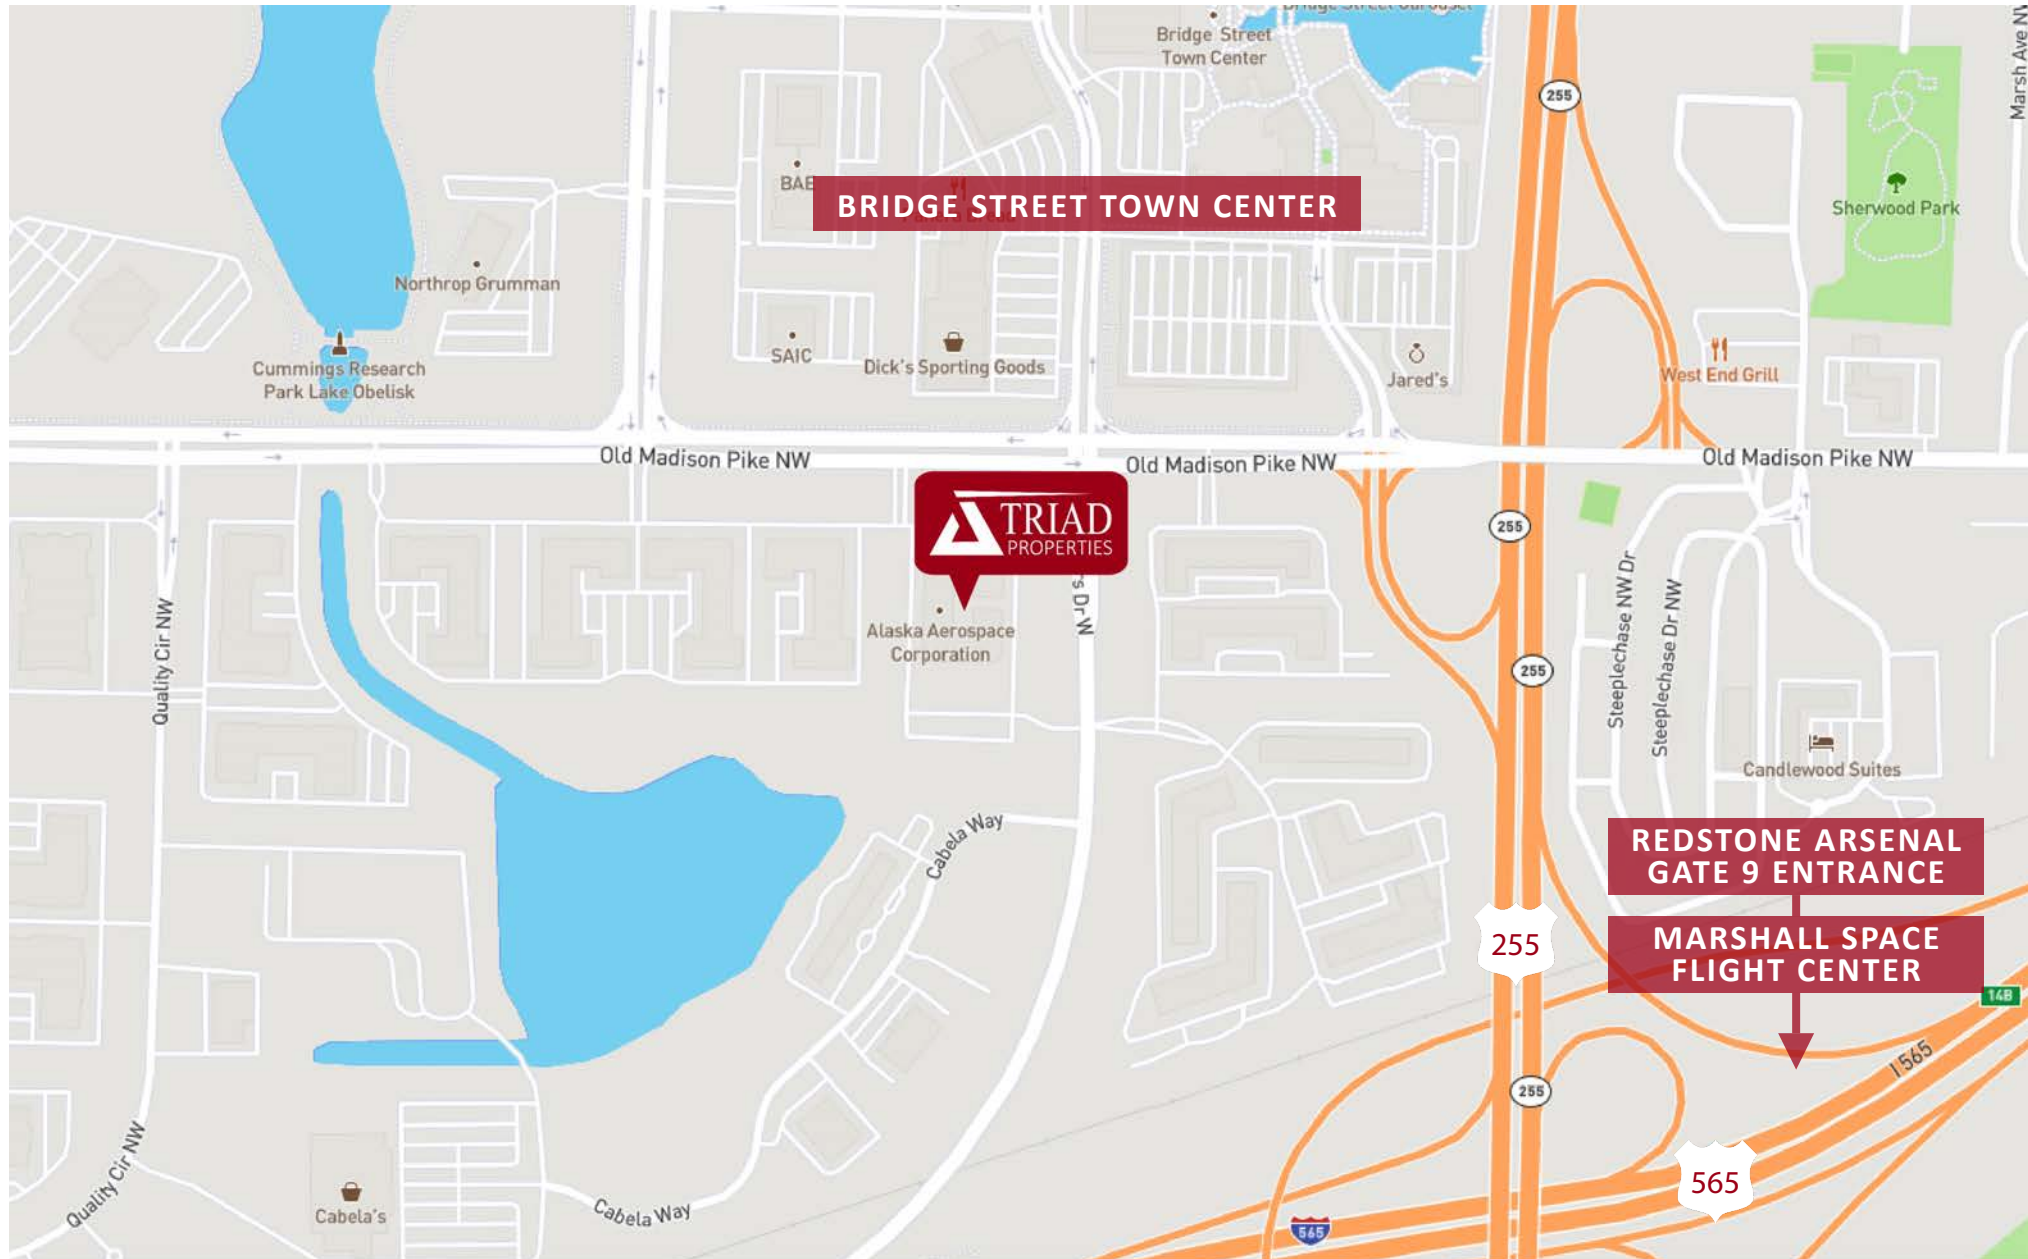 Bridge Street
Town Center
255
Marsh Ave NW
BAE
BRIDGE STREET TOWN CENTER
Sherwood Park
Northrop Grumman
Cummings Research
Park Lake Obelisk
SAIC
Dick's Sporting Goods
Jared's
West End Grill
Old Madison Pike NW
Old Madison Pike NW
Old Madison Pike NW
TRIAD
PROPERTIES
255
Quality Cir NW
Alaska Aerospace
Corporation
Dr W
Steeplechase NW Dr
Steeplechase Dr NW
255
Candlewood Suites
Cabela Way
REDSTONE ARSENAL
GATE 9 ENTRANCE
255
MARSHALL SPACE
FLIGHT CENTER
14B
I 565
255
Quality Cir NW
565
Cabela's
Cabela Way
565